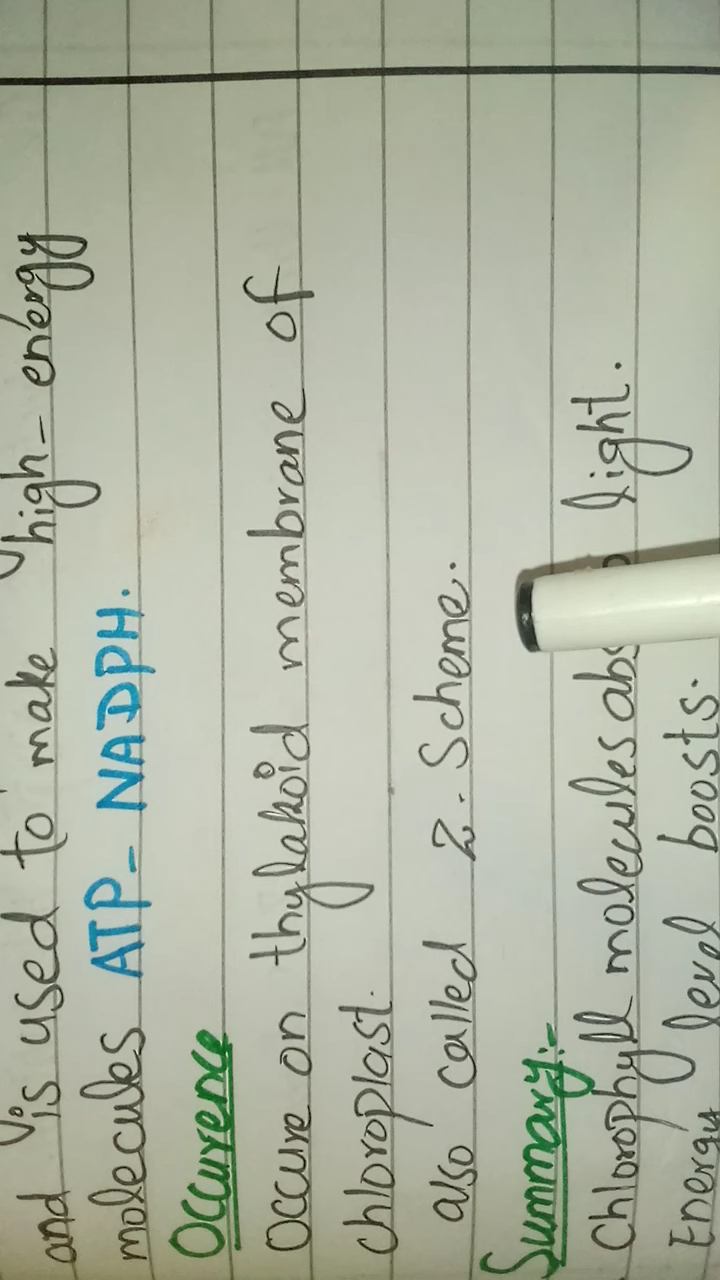 and is used to make high-energy
molecules ATP- NADPH.
Occurence
Occure on thylakoid membrane of
chloroplast.
also called Z. Scheme.
Summary:-
Chlorophyll molecules light.
Energy level boosts.